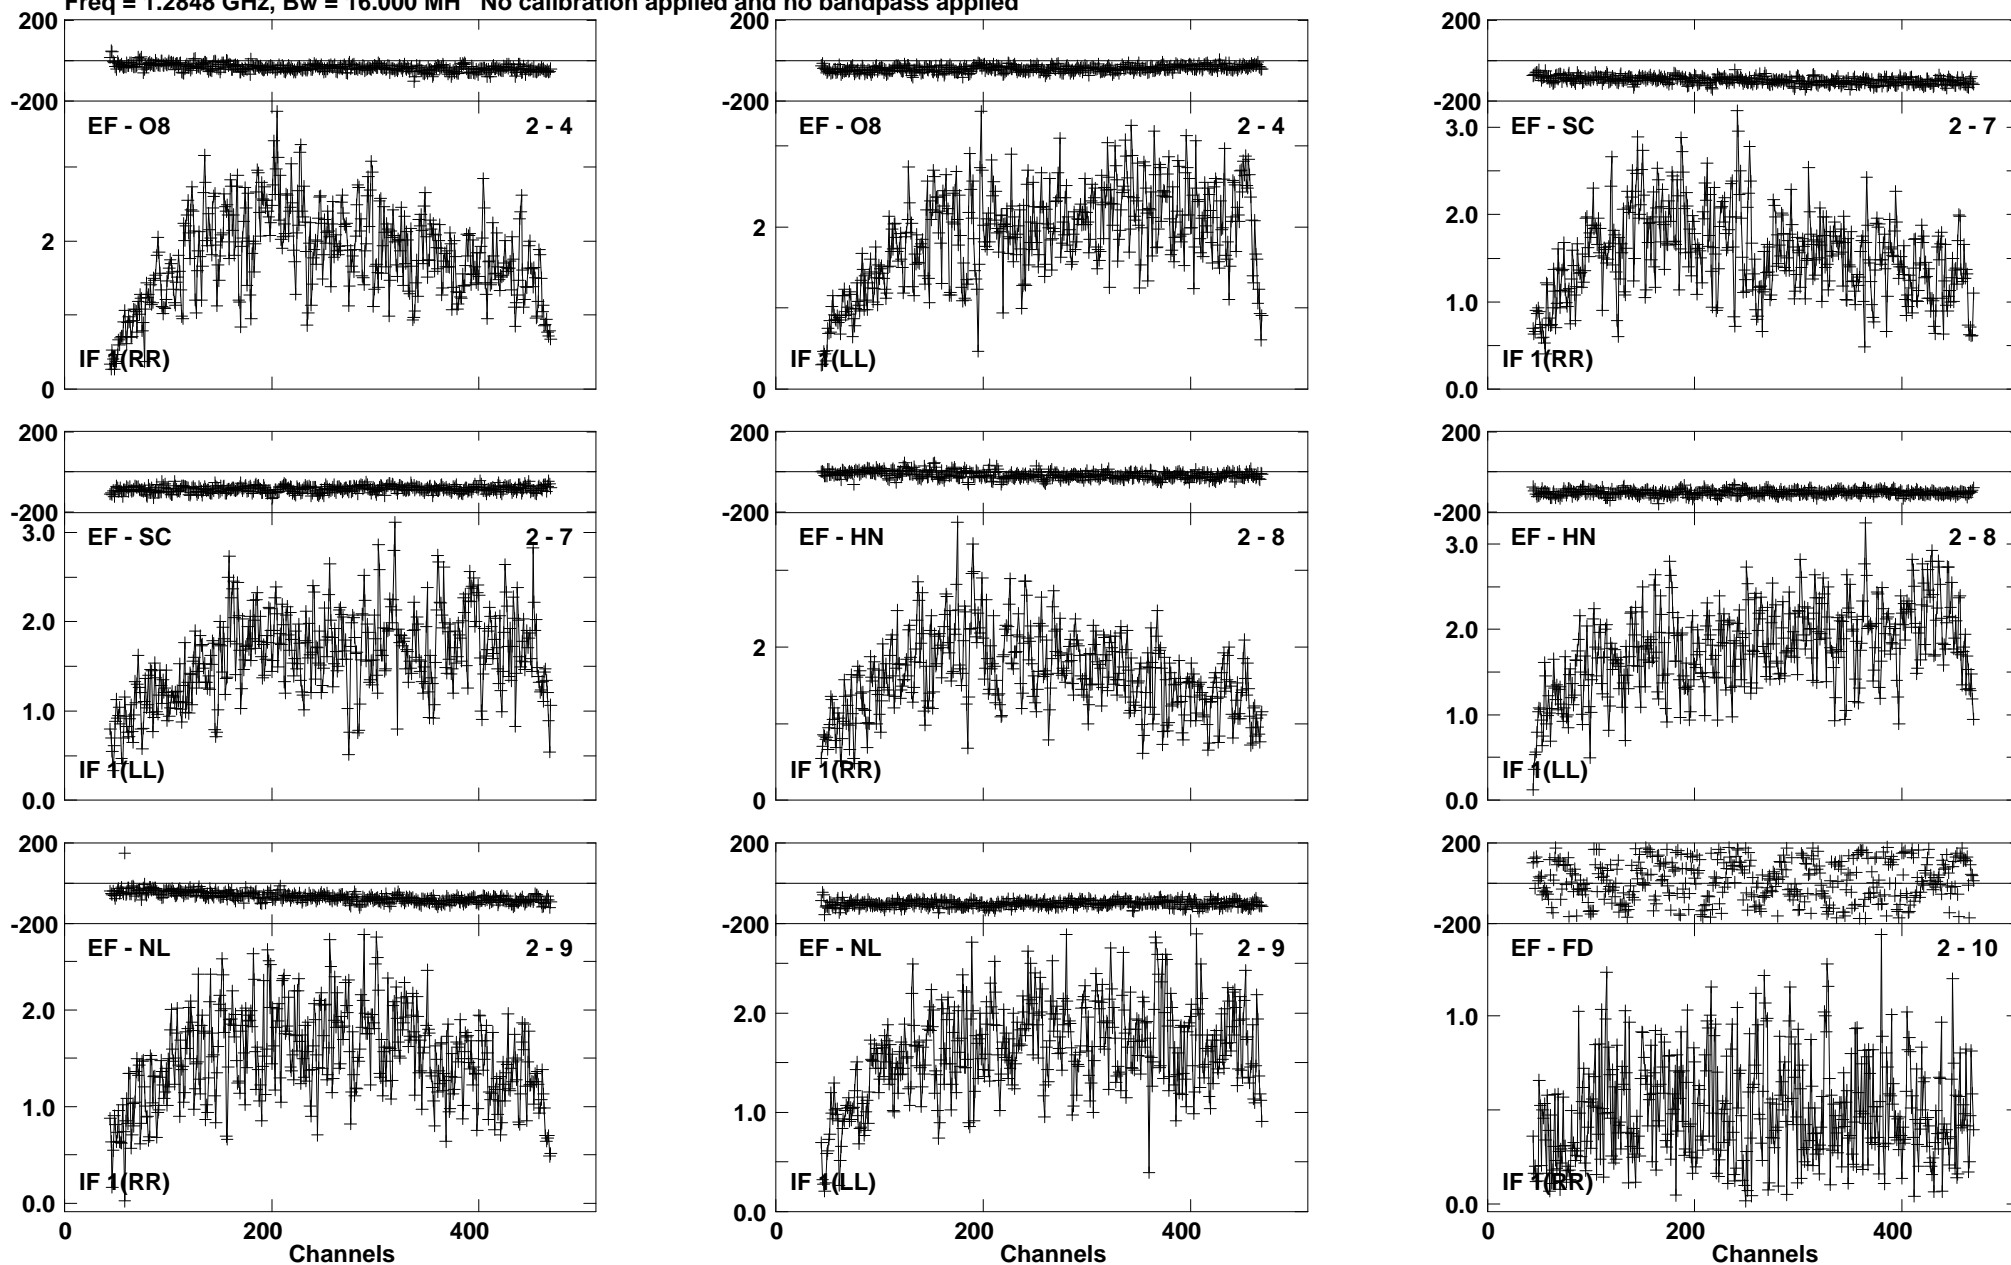 Freq = 1.2848 GHz, Bw = 16.000 MH No calibration applied and no bandpass applied
200 200 200
-200 -200 -200
EF - O8 2 - 4 EF - O8 2 - 4 3.0 EF - SC 2 - 7
2 2 2.0
1.0
IF 1(RR) IF 1(LL) IF 1(RR)
0 0 0.0
200 200 200
-200 -200 -200
3.0 EF - SC 2 - 7 EF - HN 2 - 8 3.0 EF - HN 2 - 8
2.0 2 2.0
1.0 1.0
IF 1(LL) IF 1(RR) IF 1(LL)
0.0 0 0.0
200 200 200
-200 -200 -200
EF - NL 2 - 9 EF - NL 2 - 9 EF - FD 2 - 10
2.0 2.0 1.0
1.0 1.0
IF 1(RR) IF 1(LL) IF 1(RR)
0.0 0.0 0.0
0 200 400 0 200 400 0 200 400
Channels Channels Channels